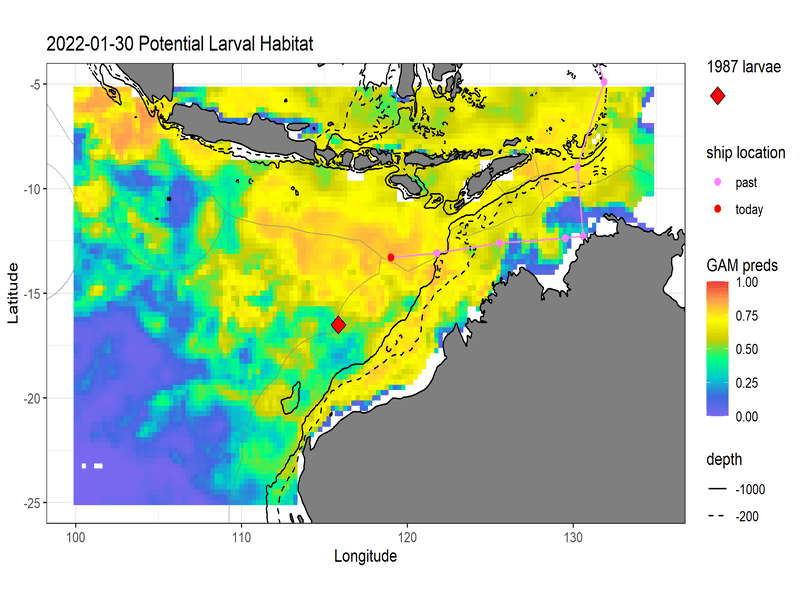 2022-01-30 Potential Larval Habitat
-5
-10
-15
-20
-25
Latitude
100
110
120
130
Longitude
1987 larvae
ship location
past
today
GAM preds
1.00
0.75
0.50
0.25
0.00
depth
-1000
-200